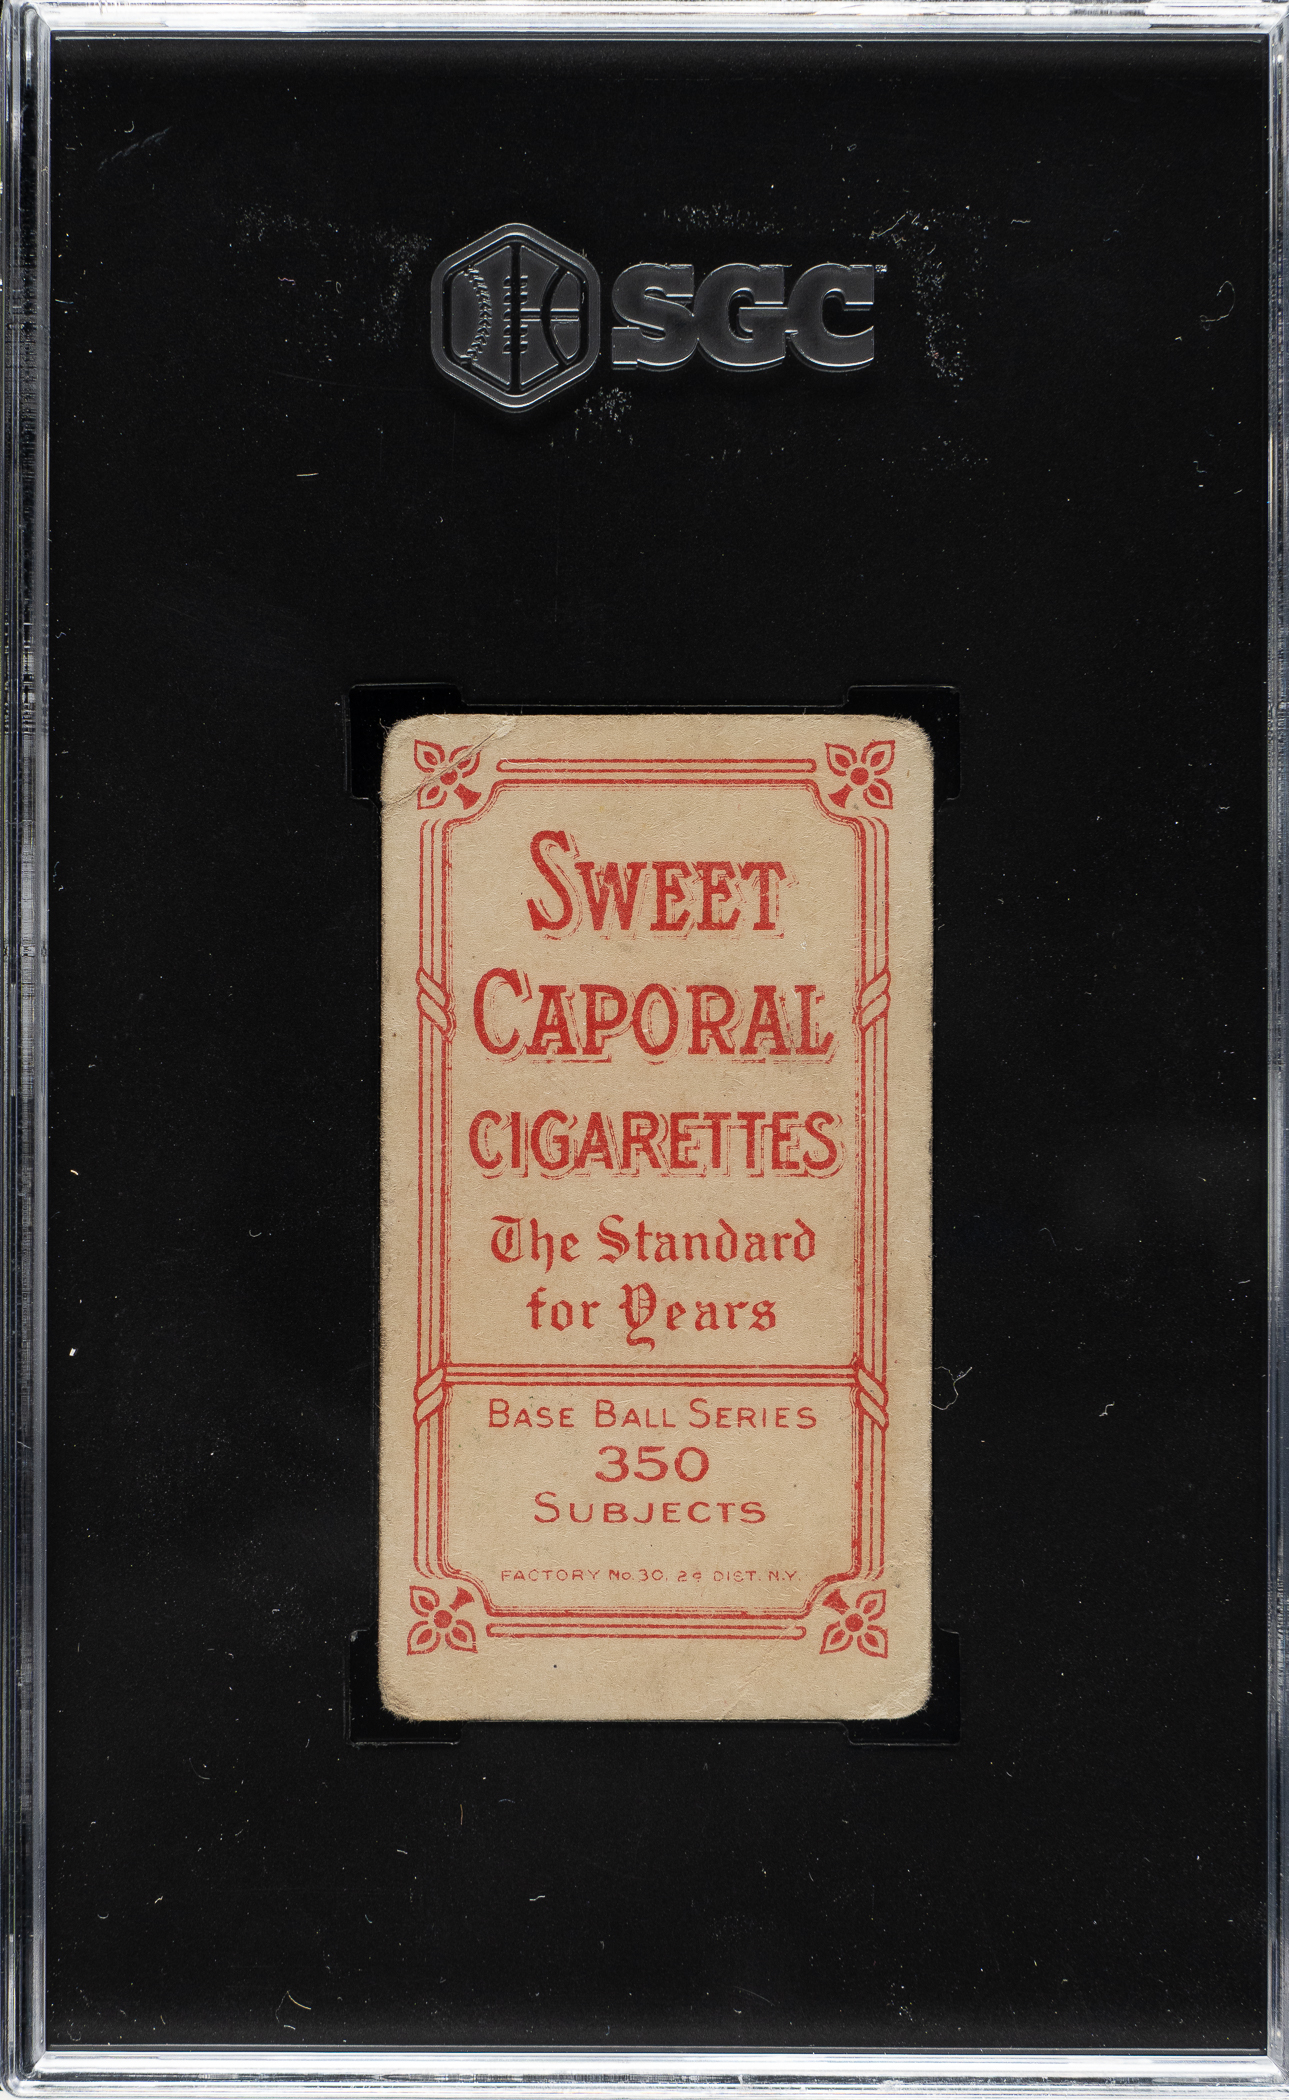 SGC
SWEET
CAPORAL
CIGARETTES
The Standard
for Years
BASE BALL SERIES
350
SUBJECTS
FACTORY No. 30, 2d DIST. N.Y.